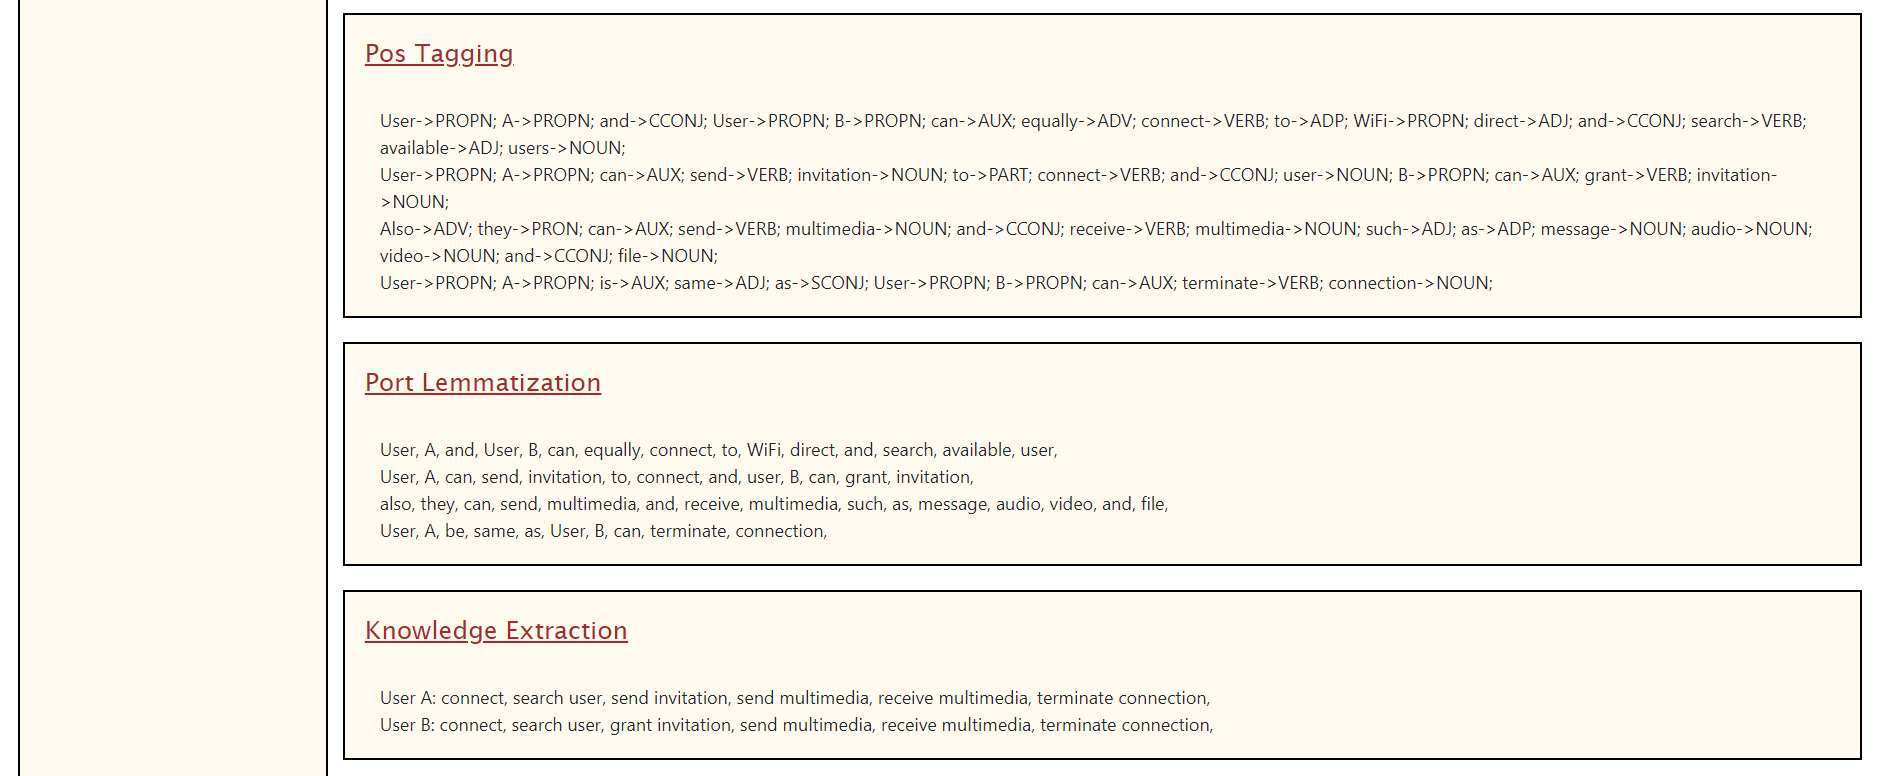 Pos Tagging
User->PROPN; A->PROPN; and->CCONJ; User->PROPN; B->PROPN; can->AUX; equally->ADV; connect->VERB; to->ADP; WiFi->PROPN; direct->ADJ; and->CCONJ; search->VERB;
available->ADJ; users->NOUN;
User->PROPN; A->PROPN; can->AUX; send->VERB; invitation->NOUN; to->PART; connect->VERB; and->CCONJ; user->NOUN; B->PROPN; can->AUX; grant->VERB; invitation-
>NOUN;
Also->ADV; they->PRON; can->AUX; send->VERB; multimedia->NOUN; and->CCONJ; receive->VERB; multimedia->NOUN; such->ADJ; as->ADP; message->NOUN; audio->NOUN;
video->NOUN; and->CCONJ; file->NOUN;
User->PROPN; A->PROPN; is->AUX; same->ADJ; as->SCONJ; User->PROPN; B->PROPN; can->AUX; terminate->VERB; connection->NOUN;
Port Lemmatization
User, A, and, User, B, can, equally, connect, to, WiFi, direct, and, search, available, user,
User, A, can, send, invitation, to, connect, and, user, B, can, grant, invitation,
also, they, can, send, multimedia, and, receive, multimedia, such, as, message, audio, video, and, file,
User, A, be, same, as, User, B, can, terminate, connection,
Knowledge Extraction
User A: connect, search user, send invitation, send multimedia, receive multimedia, terminate connection,
User B: connect, search user, grant invitation, send multimedia, receive multimedia, terminate connection,